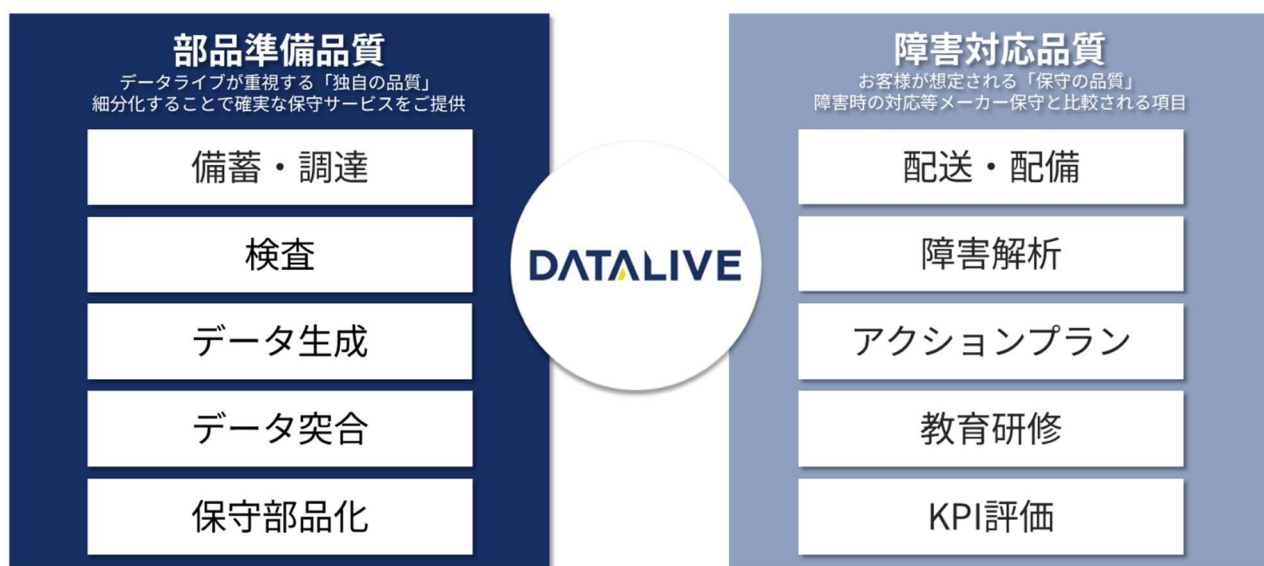 部品準備品質
データライブが重視する「独自の品質」
細分化することで確実な保守サービスをご提供
備蓄・調達
検査
データ生成
データ突合
保守部品化
DATALIVE
障害対応品質
お客様が想定される「保守の品質」
障害時の対応等メーカー保守と比較される項目
配送・配備
障害解析
アクションプラン
教育研修
KPI評価